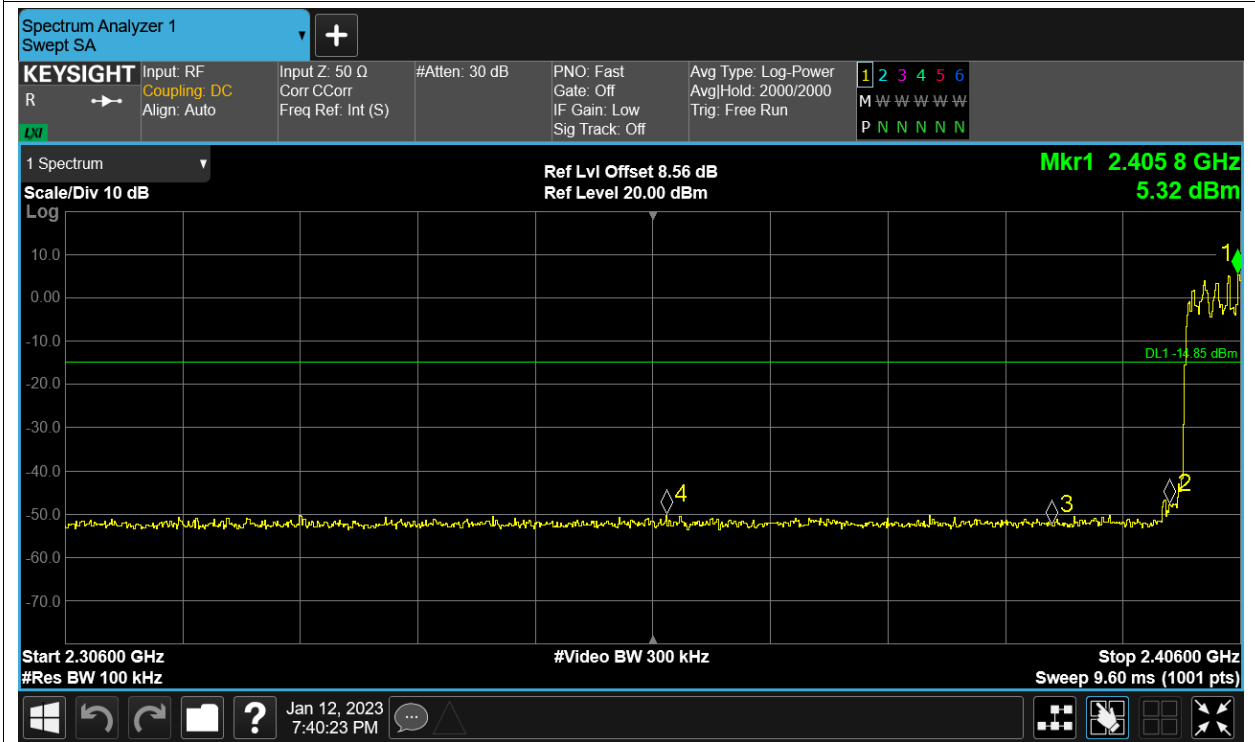 Spectrum Analyzer 1
Swept SA
+
KEYSIGHT
R
LXI
Input: RF
Coupling: DC
Align: Auto
Input Z: 50 Ω
Corr CCorr
Freq Ref: Int (S)
#Atten: 30 dB
PNO: Fast
Gate: Off
IF Gain: Low
Sig Track: Off
Avg Type: Log-Power
Avg|Hold: 2000/2000
Trig: Free Run
1 2 3 4 5 6
M W W W W W
P N N N N N
1 Spectrum
Scale/Div 10 dB
Log
Ref Lvl Offset 8.56 dB
Ref Level 20.00 dBm
Mkr1 2.405 8 GHz
5.32 dBm
10.0
0.00
-10.0
-20.0
-30.0
-40.0
-50.0
-60.0
-70.0
1
DL1 -14.85 dBm
2
3
4
Start 2.30600 GHz
#Res BW 100 kHz
#Video BW 300 kHz
Stop 2.40600 GHz
Sweep 9.60 ms (1001 pts)
?
Jan 12, 2023
7:40:23 PM